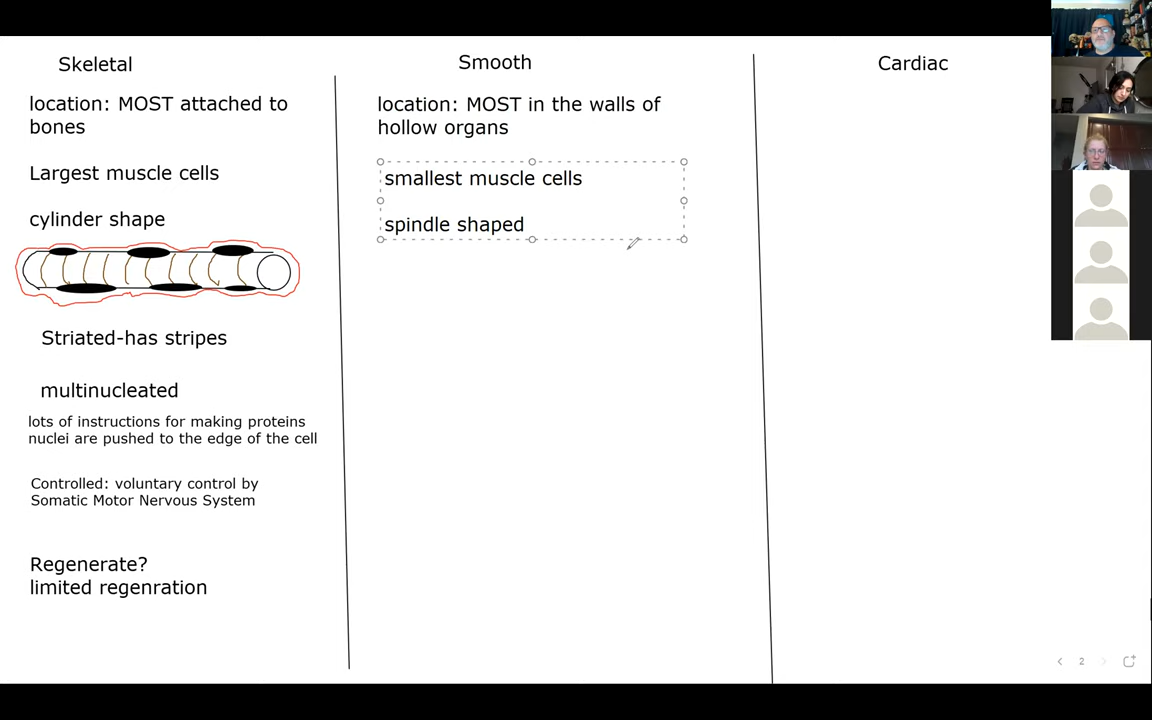 Skeletal
location: MOST attached to
bones
Largest muscle cells
cylinder shape
Striated-has stripes
multinucleated
lots of instructions for making proteins
nuclei are pushed to the edge of the cell
Controlled: voluntary control by
Somatic Motor Nervous System
Regenerate?
limited regenration
Smooth
location: MOST in the walls of
hollow organs
smallest muscle cells
spindle shaped
Cardiac
2